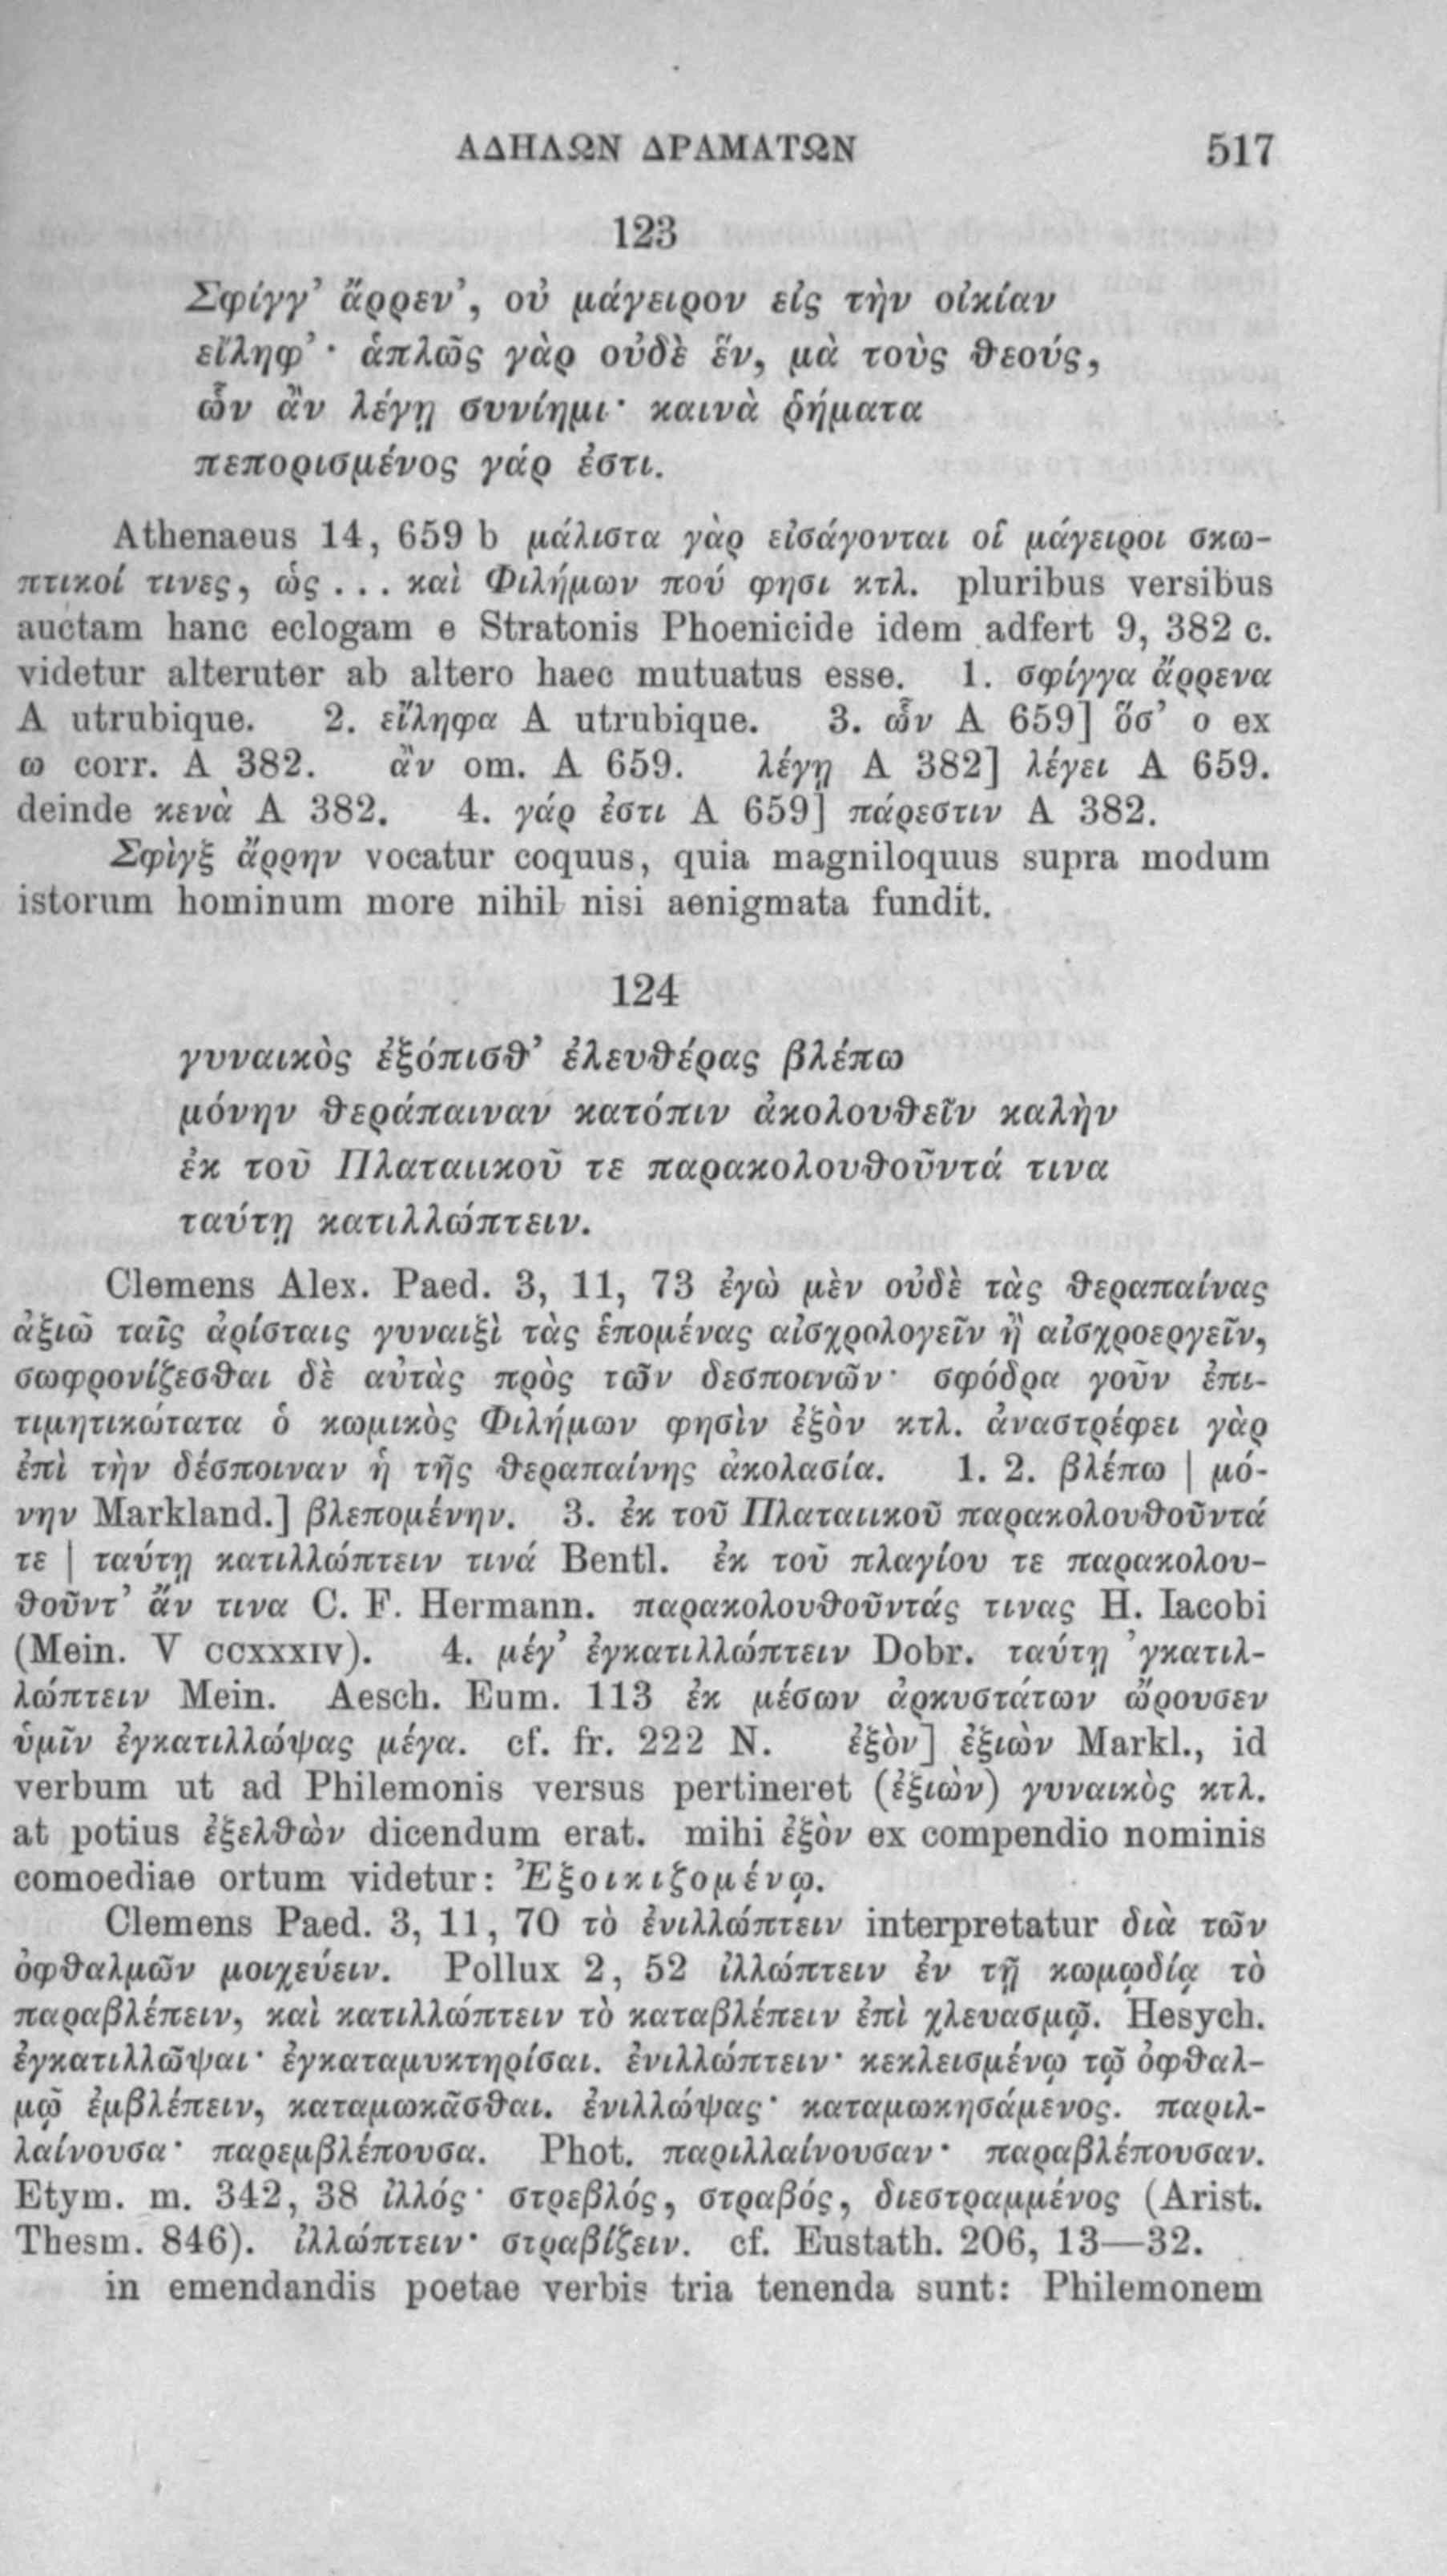 ΑΔΗΛΩΝ ΔΡΑΜΑΤΩΝ 517
123
Σφίγγ’ ἄρρεν’, οὐ μάγειρον εἰς τὴν οἰκίαν
εἴληφ’· ἁπλῶς γὰρ οὐδὲ ἕν, μὰ τοὺς θεούς,
ὧν ἂν λέγῃ συνίημι· καινὰ ῥήματα
πεπορισμένος γάρ ἐστι.
Athenaeus 14, 659 b μάλιστα γὰρ εἰσάγονται οἱ μάγειροι σκω-
πτικοί τινες, ὡς ... καὶ Φιλήμων πού φησι κτλ. pluribus versibus
auctam hanc eclogam e Stratonis Phoenicide idem adfert 9, 382 c.
videtur alteruter ab altero haec mutuatus esse. 1. σφίγγα ἄρρενα
A utrubique. 2. εἴληφα A utrubique. 3. ὧν A 659] ὅσ’ ο ex
ω corr. A 382. ἂν om. A 659. λέγῃ A 382] λέγει A 659.
deinde κενὰ A 382. 4. γάρ ἐστι A 659] πάρεστιν A 382.
Σφὶγξ ἄρρην vocatur coquus, quia magniloquus supra modum
istorum hominum more nihil nisi aenigmata fundit.
124
γυναικὸς ἐξόπισθ’ ἐλευθέρας βλέπω
μόνην θεράπαιναν κατόπιν ἀκολουθεῖν καλὴν
ἐκ τοῦ Πλαταιικοῦ τε παρακολουθοῦντά τινα
ταύτῃ κατιλλώπτειν.
Clemens Alex. Paed. 3, 11, 73 ἐγὼ μὲν οὐδὲ τὰς θεραπαίνας
ἀξιῶ ταῖς ἀρίσταις γυναιξὶ τὰς ἑπομένας αἰσχρολογεῖν ἢ αἰσχροεργεῖν,
σωφρονίζεσθαι δὲ αὐτὰς πρὸς τῶν δεσποινῶν· σφόδρα γοῦν ἐπι-
τιμητικώτατα ὁ κωμικὸς Φιλήμων φησὶν ἐξὸν κτλ. ἀναστρέφει γὰρ
ἐπὶ τὴν δέσποιναν ἡ τῆς θεραπαίνης ἀκολασία. 1. 2. βλέπω | μό-
νην Markland.] βλεπομένην. 3. ἐκ τοῦ Πλαταιικοῦ παρακολουθοῦντά
τε | ταύτῃ κατιλλώπτειν τινά Bentl. ἐκ τοῦ πλαγίου τε παρακολου-
θοῦντ’ ἄν τινα C. F. Hermann. παρακολουθοῦντάς τινας H. Iacobi
(Mein. V CCXXXIV). 4. μέγ’ ἐγκατιλλώπτειν Dobr. ταύτῃ ’γκατιλ-
λώπτειν Mein. Aesch. Eum. 113 ἐκ μέσων ἀρκυστάτων ὤρουσεν
ὑμῖν ἐγκατιλλώψας μέγα. cf. fr. 222 N. ἐξὸν] ἐξιὼν Markl., id
verbum ut ad Philemonis versus pertineret (ἐξιὼν) γυναικὸς κτλ.
at potius ἐξελθὼν dicendum erat. mihi ἐξὸν ex compendio nominis
comoediae ortum videtur: Ἐξοικιζομένῳ.
Clemens Paed. 3, 11, 70 τὸ ἐνιλλώπτειν interpretatur διὰ τῶν
ὀφθαλμῶν μοιχεύειν. Pollux 2, 52 ἰλλώπτειν ἐν τῇ κωμῳδίᾳ τὸ
παραβλέπειν, καὶ κατιλλώπτειν τὸ καταβλέπειν ἐπὶ χλευασμῷ. Hesych.
ἐγκατιλλῶψαι· ἐγκαταμυκτηρίσαι. ἐνιλλώπτειν· κεκλεισμένῳ τῷ ὀφθαλ-
μῷ ἐμβλέπειν, καταμωκᾶσθαι. ἐνιλλώψας· καταμωκησάμενος. παριλ-
λαίνουσα· παρεμβλέπουσα. Phot. παριλλαίνουσαν· παραβλέπουσαν.
Etym. m. 342, 38 ἰλλός· στρεβλός, στραβός, διεστραμμένος (Arist.
Thesm. 846). ἰλλώπτειν· στραβίζειν. cf. Eustath. 206, 13—32.
in emendandis poetae verbis tria tenenda sunt: Philemonem